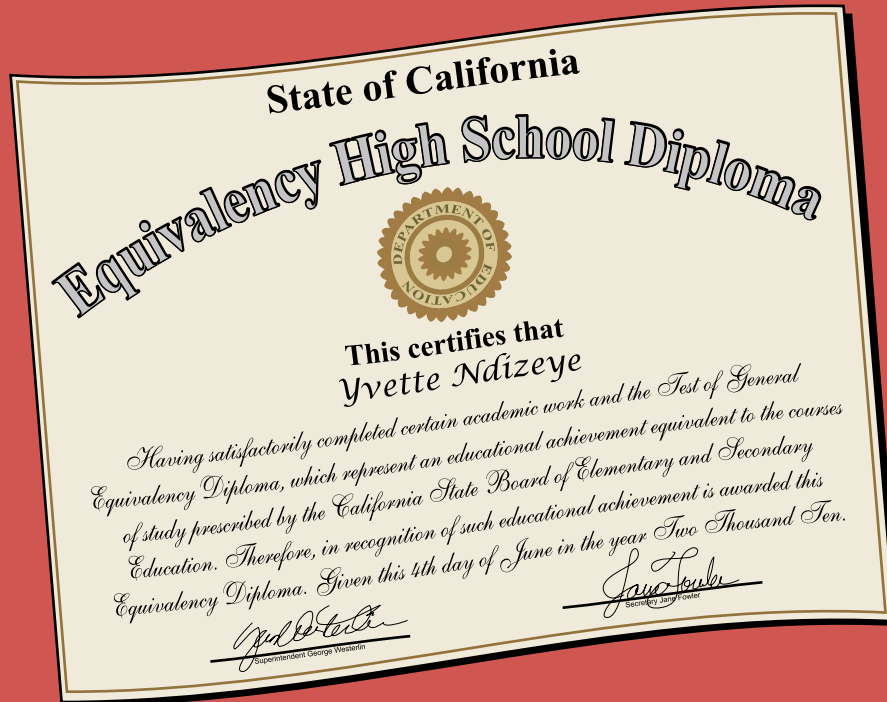 State of California
Equivalency High School Diploma
DEPARTMENT OF EDUCATION
This certifies that
Yvette Ndizeye
Having satisfactorily completed certain academic work and the Test of General
Equivalency Diploma, which represent an educational achievement equivalent to the courses
of study prescribed by the California State Board of Elementary and Secondary
Education. Therefore, in recognition of such educational achievement is awarded this
Equivalency Diploma. Given this 4th day of June in the year Two Thousand Ten.
Superintendent George Westerlin
Secretary Jane Fowler